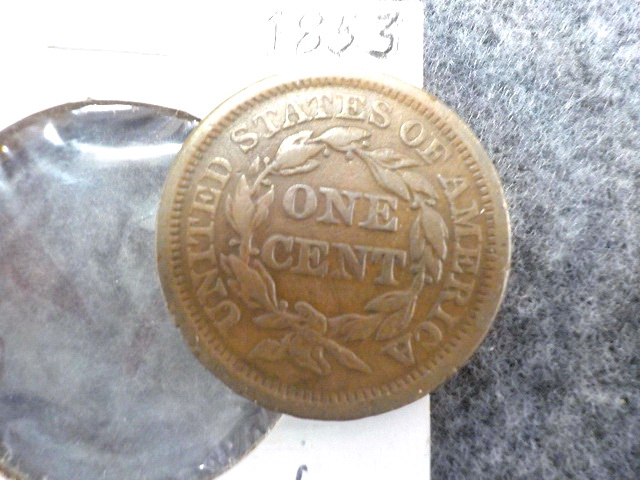 1853
UNITED STATES OF AMERICA
ONE
CENT